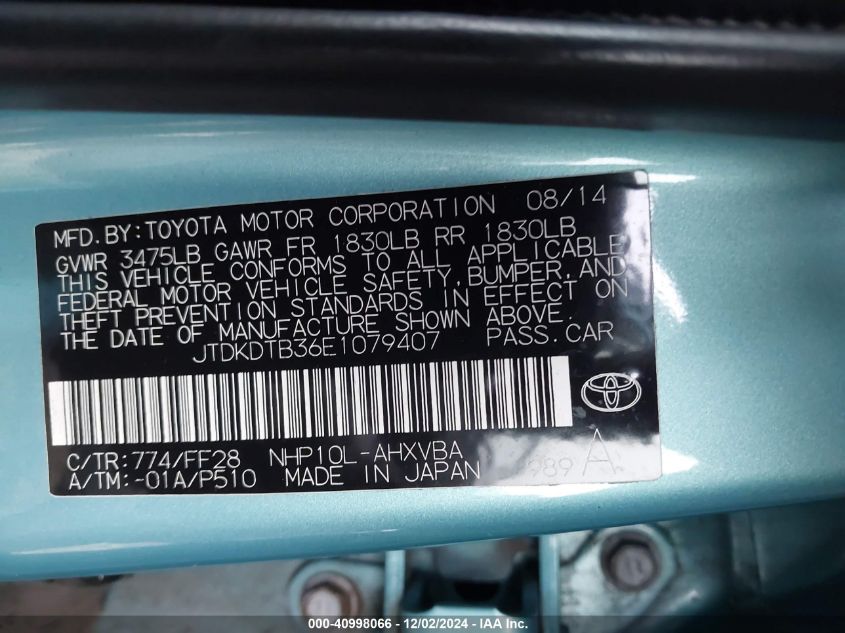 MFD.BY:TOYOTA MOTOR CORPORATION 08/14
GVWR 3475LB GAWR FR 1830LB RR 1830LB
THIS VEHICLE CONFORMS TO ALL APPLICABLE
FEDERAL MOTOR VEHICLE SAFETY,BUMPER,AND
THEFT PREVENTION STANDARDS IN EFFECT ON
THE DATE OF MANUFACTURE SHOWN ABOVE.
JTDKDTB36E1079407 PASS.CAR
C/TR:774/FF28 NHP10L-AHXVBA
A/TM:-01A/P510 MADE IN JAPAN 989 A
000-40998066 - 12/02/2024 - IAA Inc.